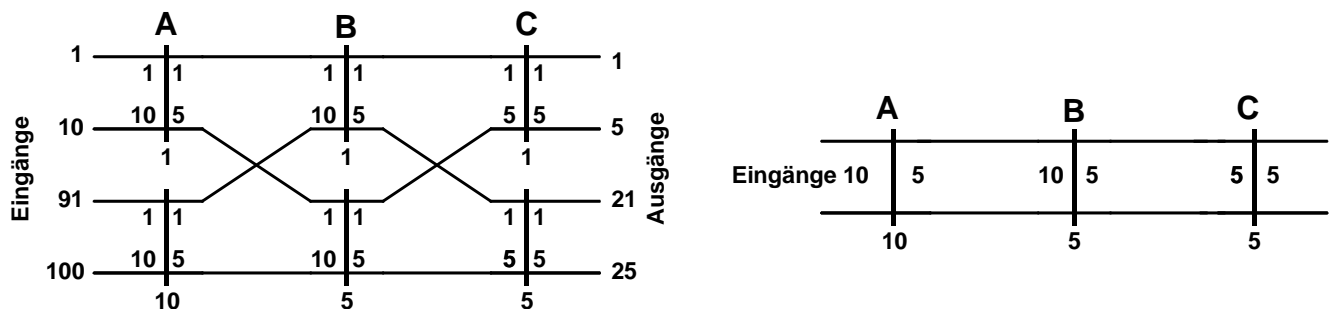 A B C
1 1
1 1 1 1 1 1
10 5 10 5 5 5
10 5
1 1 1
Eingänge
Ausgänge
91 21
1 1 1 1 1 1
10 5 10 5 5 5
100 25
10 5 5
A B C
Eingänge 10 5 10 5 5 5
10 5 5